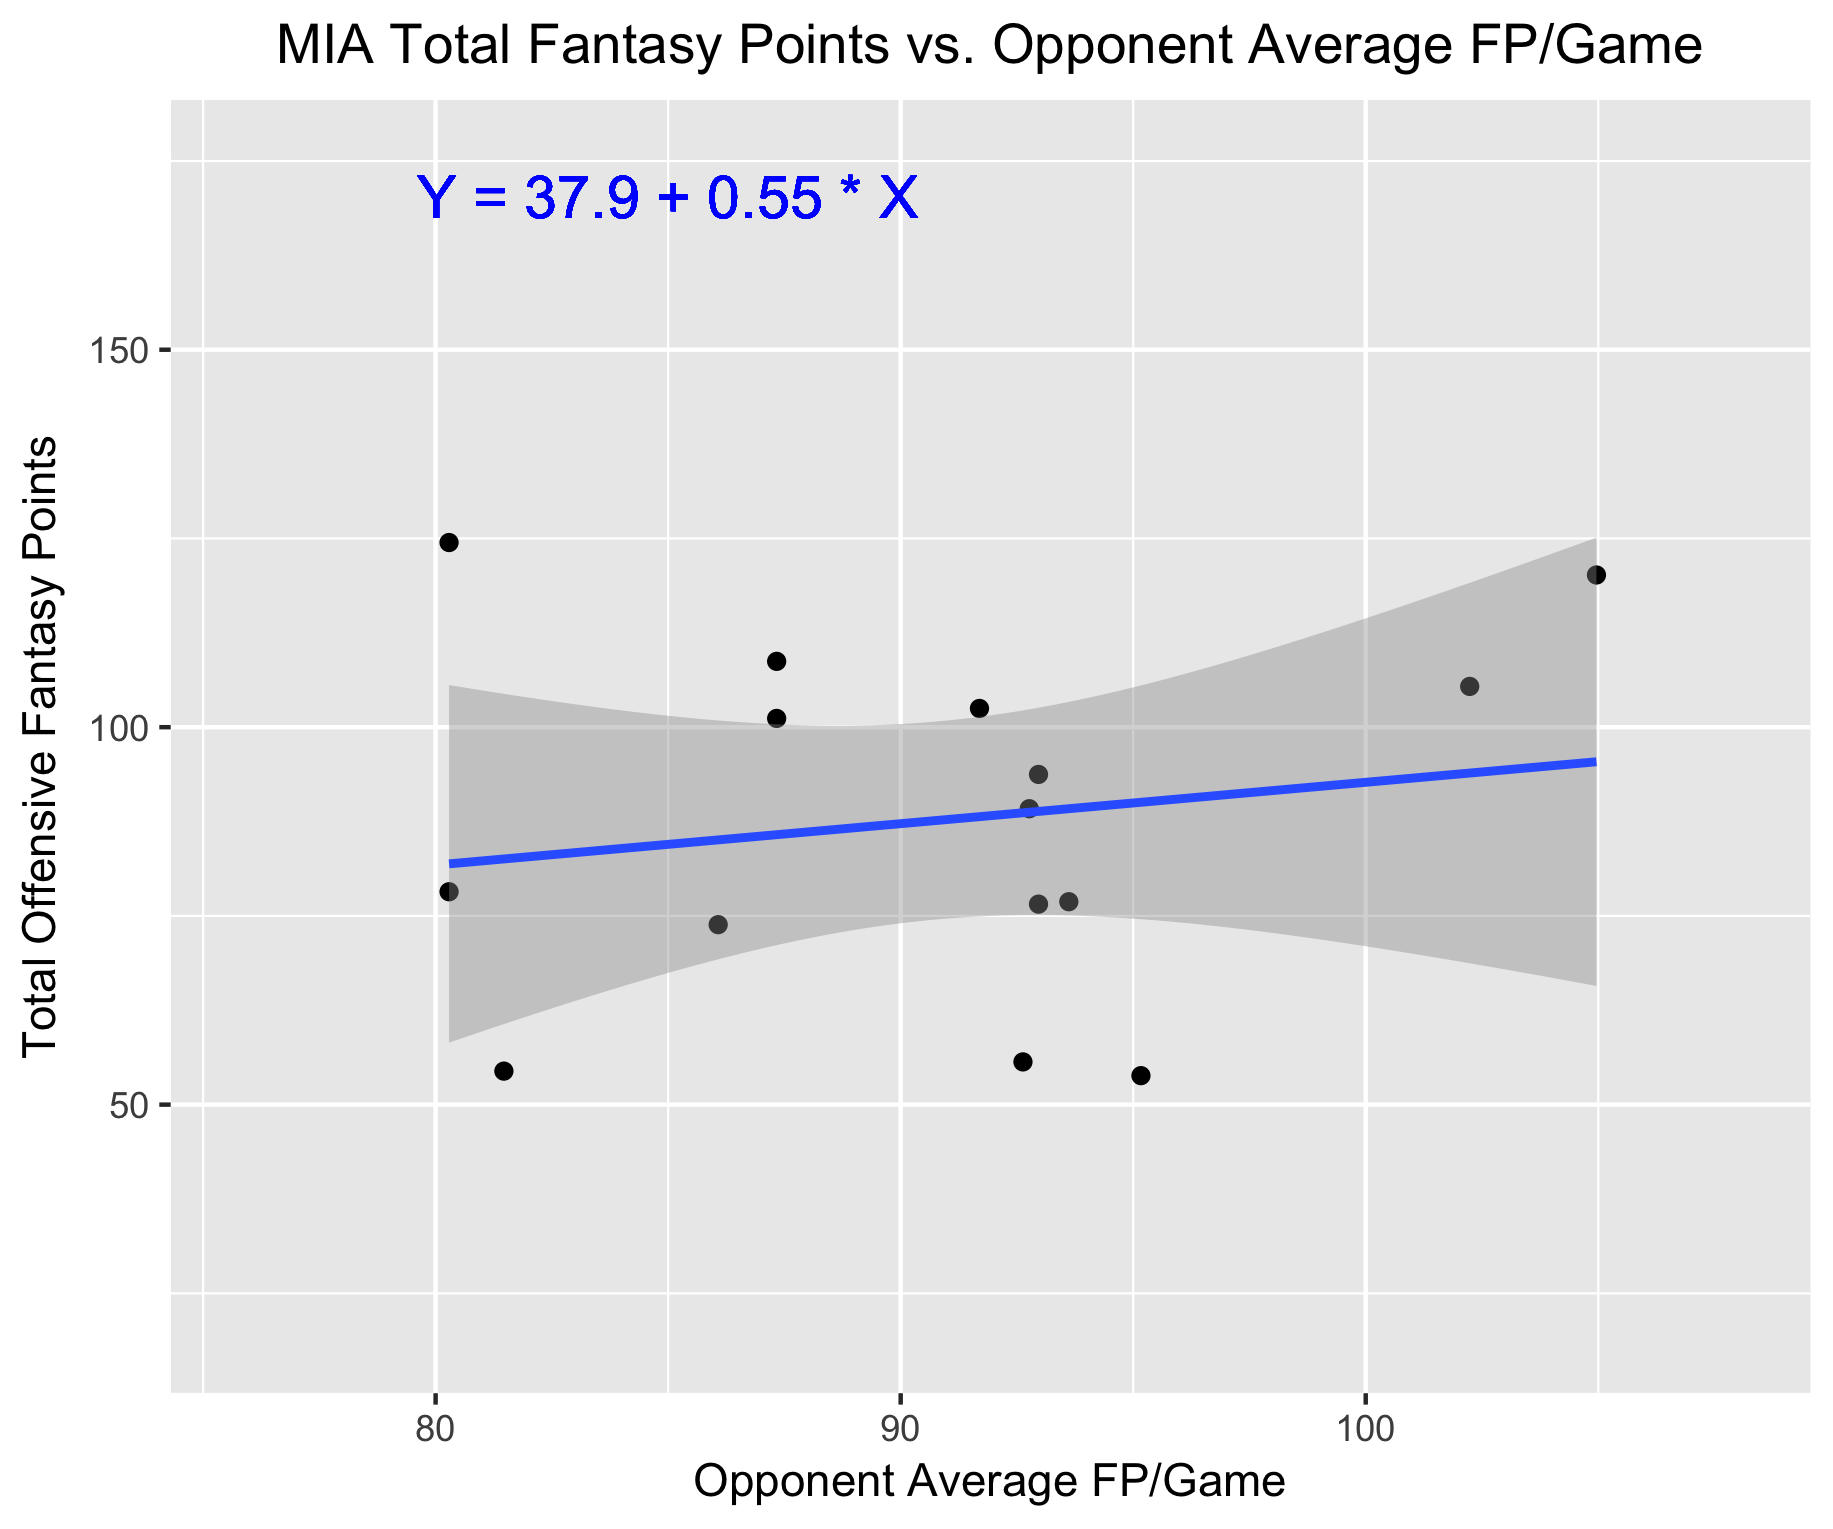 MIA Total Fantasy Points vs. Opponent Average FP/Game
Y = 37.9 + 0.55 * X
Total Offensive Fantasy Points
150
100
50
80
90
100
Opponent Average FP/Game